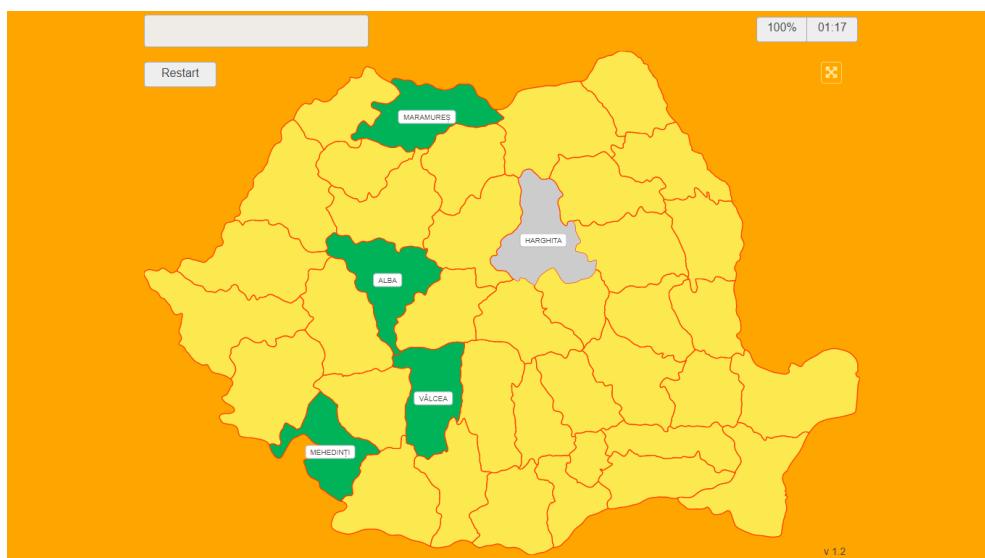 100% 01:17
Restart
MARAMUREȘ
HARGHITA
ALBA
VÂLCEA
MEHEDINȚI
v 1.2